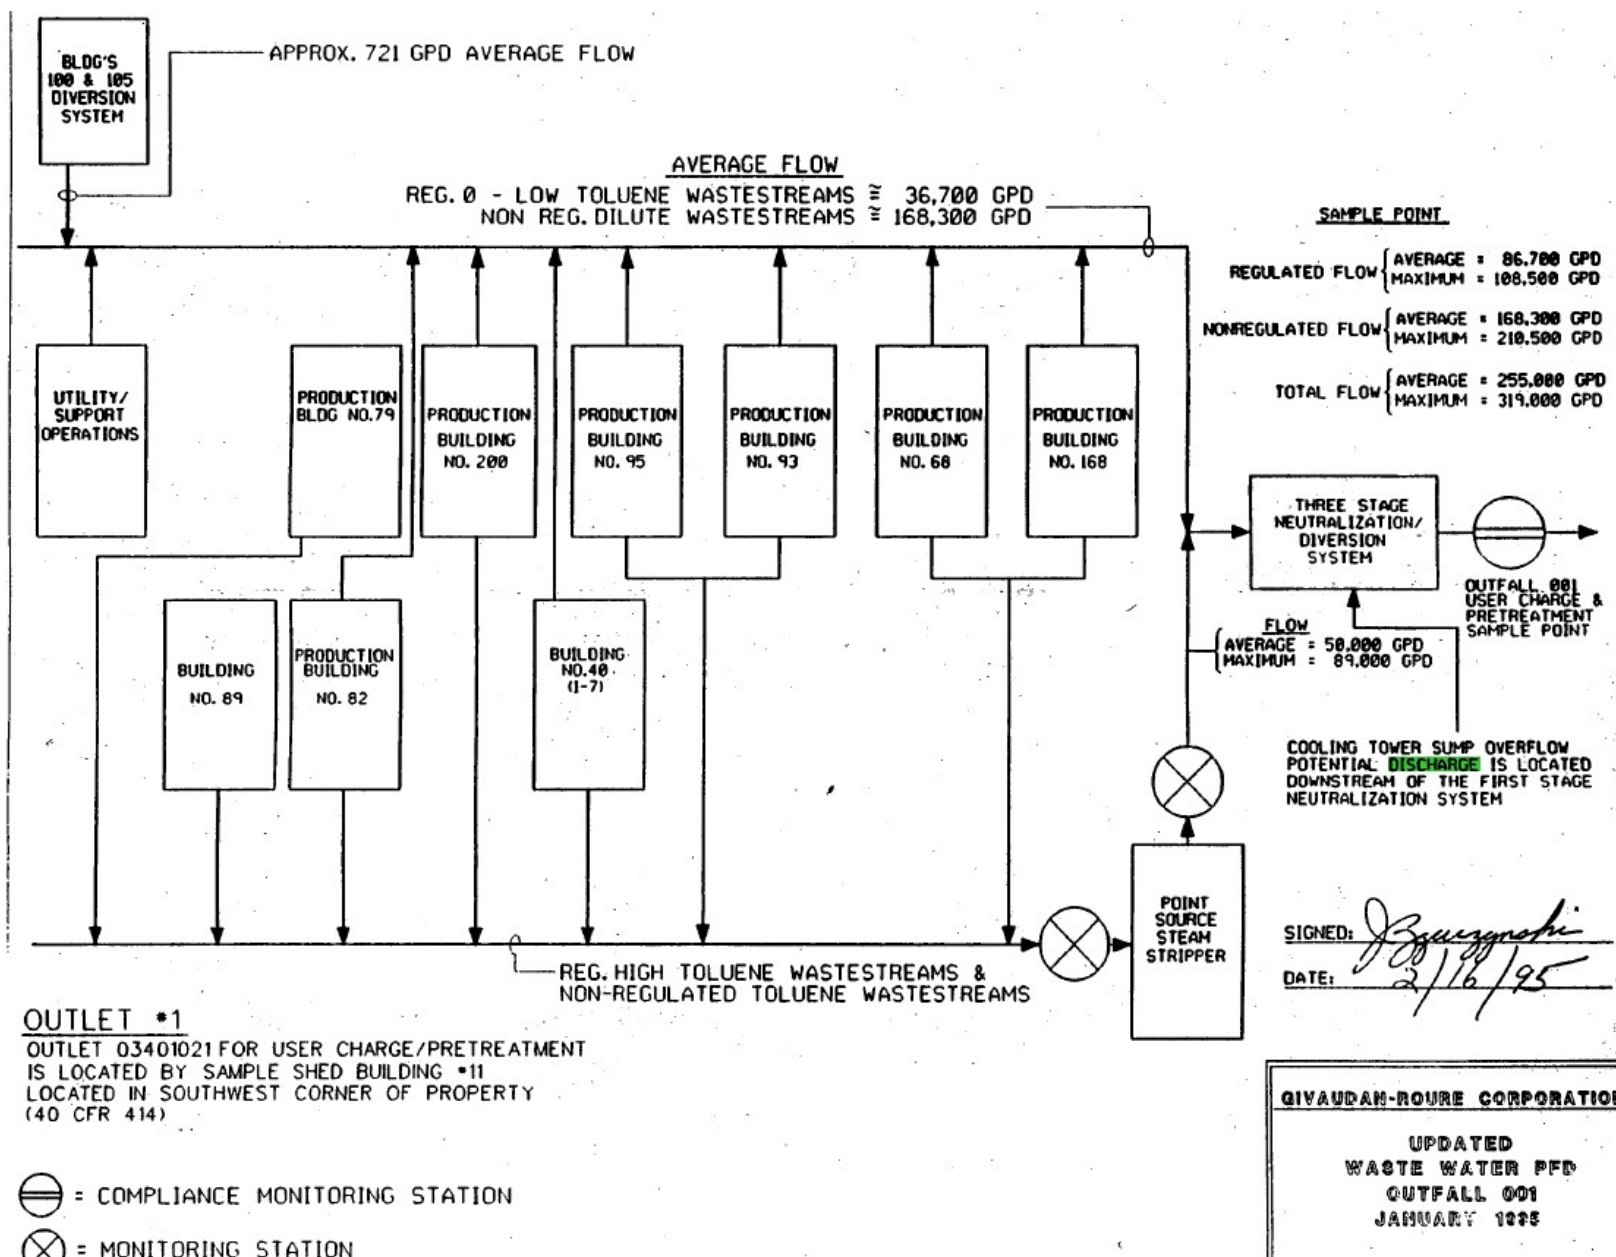 BLDG'S
100 & 105
DIVERSION
SYSTEM
APPROX. 721 GPD AVERAGE FLOW
AVERAGE FLOW
REG. 0 - LOW TOLUENE WASTESTREAMS ≅ 36,700 GPD
NON REG. DILUTE WASTESTREAMS ≅ 168,300 GPD
SAMPLE POINT
REGULATED FLOW
AVERAGE = 86,700 GPD
MAXIMUM = 108,500 GPD
NONREGULATED FLOW
AVERAGE = 168,300 GPD
MAXIMUM = 210,500 GPD
TOTAL FLOW
AVERAGE = 255,000 GPD
MAXIMUM = 319,000 GPD
UTILITY/
SUPPORT
OPERATIONS
PRODUCTION
BLDG NO.79
PRODUCTION
BUILDING
NO. 200
PRODUCTION
BUILDING
NO. 95
PRODUCTION
BUILDING
NO. 93
PRODUCTION
BUILDING
NO. 68
PRODUCTION
BUILDING
NO. 168
THREE STAGE
NEUTRALIZATION/
DIVERSION
SYSTEM
OUTFALL 001
USER CHARGE &
PRETREATMENT
SAMPLE POINT
BUILDING
NO. 89
PRODUCTION
BUILDING
NO. 82
BUILDING
NO.40
(1-7)
FLOW
AVERAGE = 50,000 GPD
MAXIMUM = 89,000 GPD
COOLING TOWER SUMP OVERFLOW
POTENTIAL DISCHARGE IS LOCATED
DOWNSTREAM OF THE FIRST STAGE
NEUTRALIZATION SYSTEM
POINT
SOURCE
STEAM
STRIPPER
REG. HIGH TOLUENE WASTESTREAMS &
NON-REGULATED TOLUENE WASTESTREAMS
SIGNED:
DATE: 2/16/95
OUTLET #1
OUTLET 03401021 FOR USER CHARGE/PRETREATMENT
IS LOCATED BY SAMPLE SHED BUILDING #11
LOCATED IN SOUTHWEST CORNER OF PROPERTY
(40 CFR 414)
= COMPLIANCE MONITORING STATION
= MONITORING STATION
GIVAUDAN-ROURE CORPORATION
UPDATED
WASTE WATER PFD
OUTFALL 001
JANUARY 1995